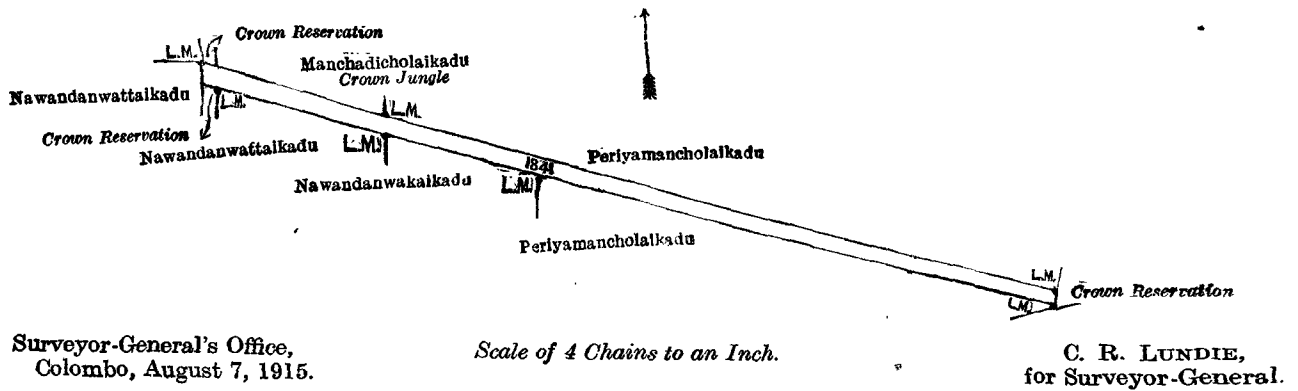 Crown Reservation
L.M.
Manchadicholaikadu
Crown Jungle
Nawandanwattaikadu
L.M.
L.M.
Crown Reservation
Nawandanwattaikadu
L.M.
1841
Periyamancholaikadu
Nawandanwakaikadu
L.M.
Periyamancholaikadu
L.M.
L.M.
Crown Reservation
Surveyor-General's Office,
Colombo, August 7, 1915.
Scale of 4 Chains to an Inch.
C. R. LUNDIE,
for Surveyor-General.